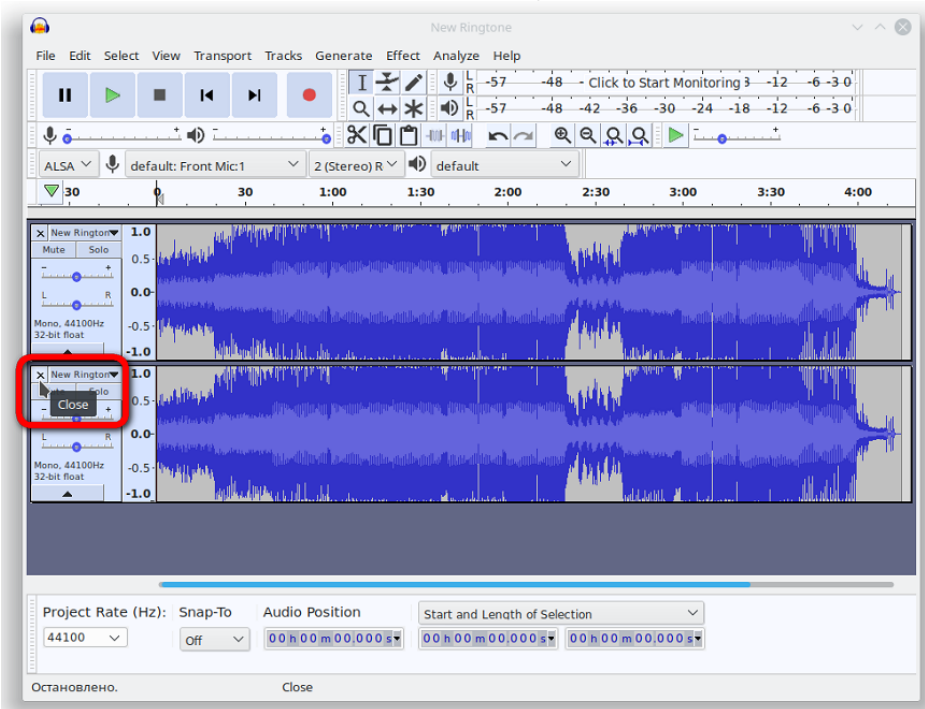 New Ringtone
File Edit Select View Transport Tracks Generate Effect Analyze Help
L R -57 -48 - Click to Start Monitoring 3 -12 -6 -3 0
L R -57 -48 -42 -36 -30 -24 -18 -12 -6 -3 0
- + - +
- +
ALSA default: Front Mic:1 2 (Stereo) R default
30 0 30 1:00 1:30 2:00 2:30 3:00 3:30 4:00
x New Rington 1.0
Mute Solo
0.5
- +
0.0
L R
Mono, 44100Hz -0.5
32-bit float
-1.0
x New Rington 1.0
Solo
Close 0.5
- +
L R 0.0
Mono, 44100Hz -0.5
32-bit float
-1.0
Project Rate (Hz): Snap-To Audio Position Start and Length of Selection
44100 Off 00 h 00 m 00.000 s 00 h 00 m 00.000 s 00 h 00 m 00.000 s
Остановлено. Close